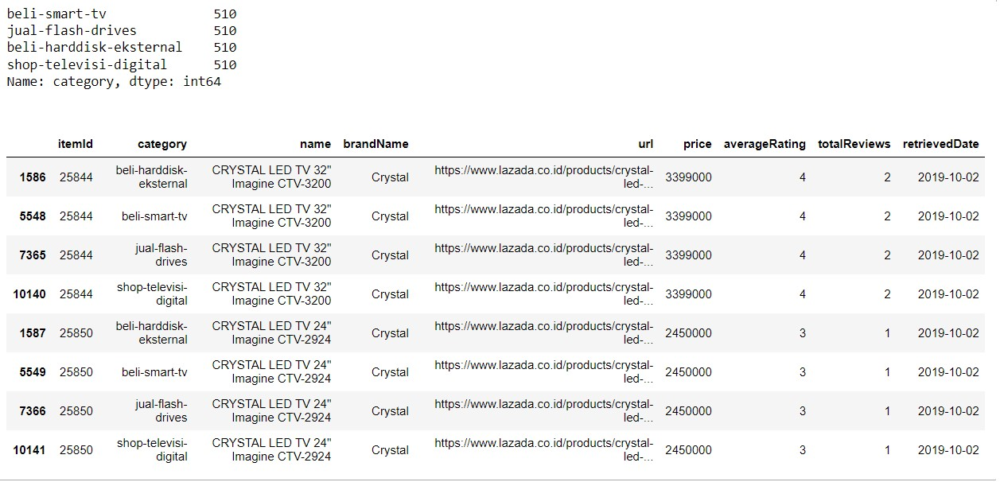 beli-smart-tv 510
jual-flash-drives 510
beli-harddisk-eksternal 510
shop-televisi-digital 510
Name: category, dtype: int64
itemId category name brandName url price averageRating totalReviews retrievedDate
1586 25844 beli-harddisk-eksternal CRYSTAL LED TV 32" Imagine CTV-3200 Crystal https://www.lazada.co.id/products/crystal-led-... 3399000 4 2 2019-10-02
5548 25844 beli-smart-tv CRYSTAL LED TV 32" Imagine CTV-3200 Crystal https://www.lazada.co.id/products/crystal-led-... 3399000 4 2 2019-10-02
7365 25844 jual-flash-drives CRYSTAL LED TV 32" Imagine CTV-3200 Crystal https://www.lazada.co.id/products/crystal-led-... 3399000 4 2 2019-10-02
10140 25844 shop-televisi-digital CRYSTAL LED TV 32" Imagine CTV-3200 Crystal https://www.lazada.co.id/products/crystal-led-... 3399000 4 2 2019-10-02
1587 25850 beli-harddisk-eksternal CRYSTAL LED TV 24" Imagine CTV-2924 Crystal https://www.lazada.co.id/products/crystal-led-... 2450000 3 1 2019-10-02
5549 25850 beli-smart-tv CRYSTAL LED TV 24" Imagine CTV-2924 Crystal https://www.lazada.co.id/products/crystal-led-... 2450000 3 1 2019-10-02
7366 25850 jual-flash-drives CRYSTAL LED TV 24" Imagine CTV-2924 Crystal https://www.lazada.co.id/products/crystal-led-... 2450000 3 1 2019-10-02
10141 25850 shop-televisi-digital CRYSTAL LED TV 24" Imagine CTV-2924 Crystal https://www.lazada.co.id/products/crystal-led-... 2450000 3 1 2019-10-02